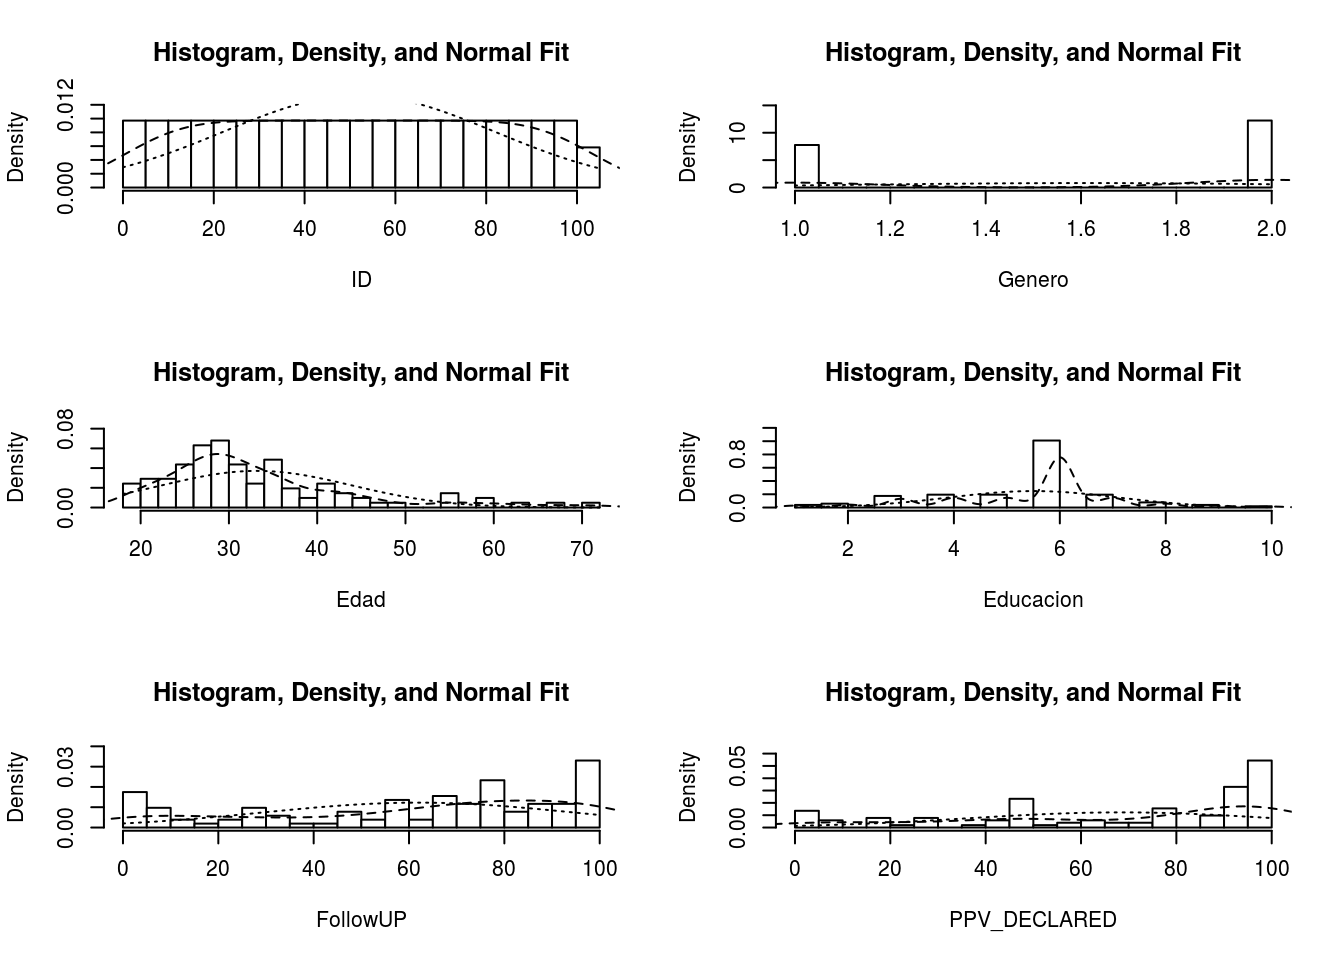 Histogram, Density, and Normal Fit
Density
0.000 0.012
0 20 40 60 80 100
ID
Histogram, Density, and Normal Fit
Density
0 10
1.0 1.2 1.4 1.6 1.8 2.0
Genero
Histogram, Density, and Normal Fit
Density
0.00 0.08
20 30 40 50 60 70
Edad
Histogram, Density, and Normal Fit
Density
0.0 0.8
2 4 6 8 10
Educacion
Histogram, Density, and Normal Fit
Density
0.00 0.03
0 20 40 60 80 100
FollowUP
Histogram, Density, and Normal Fit
Density
0.00 0.05
0 20 40 60 80 100
PPV_DECLARED